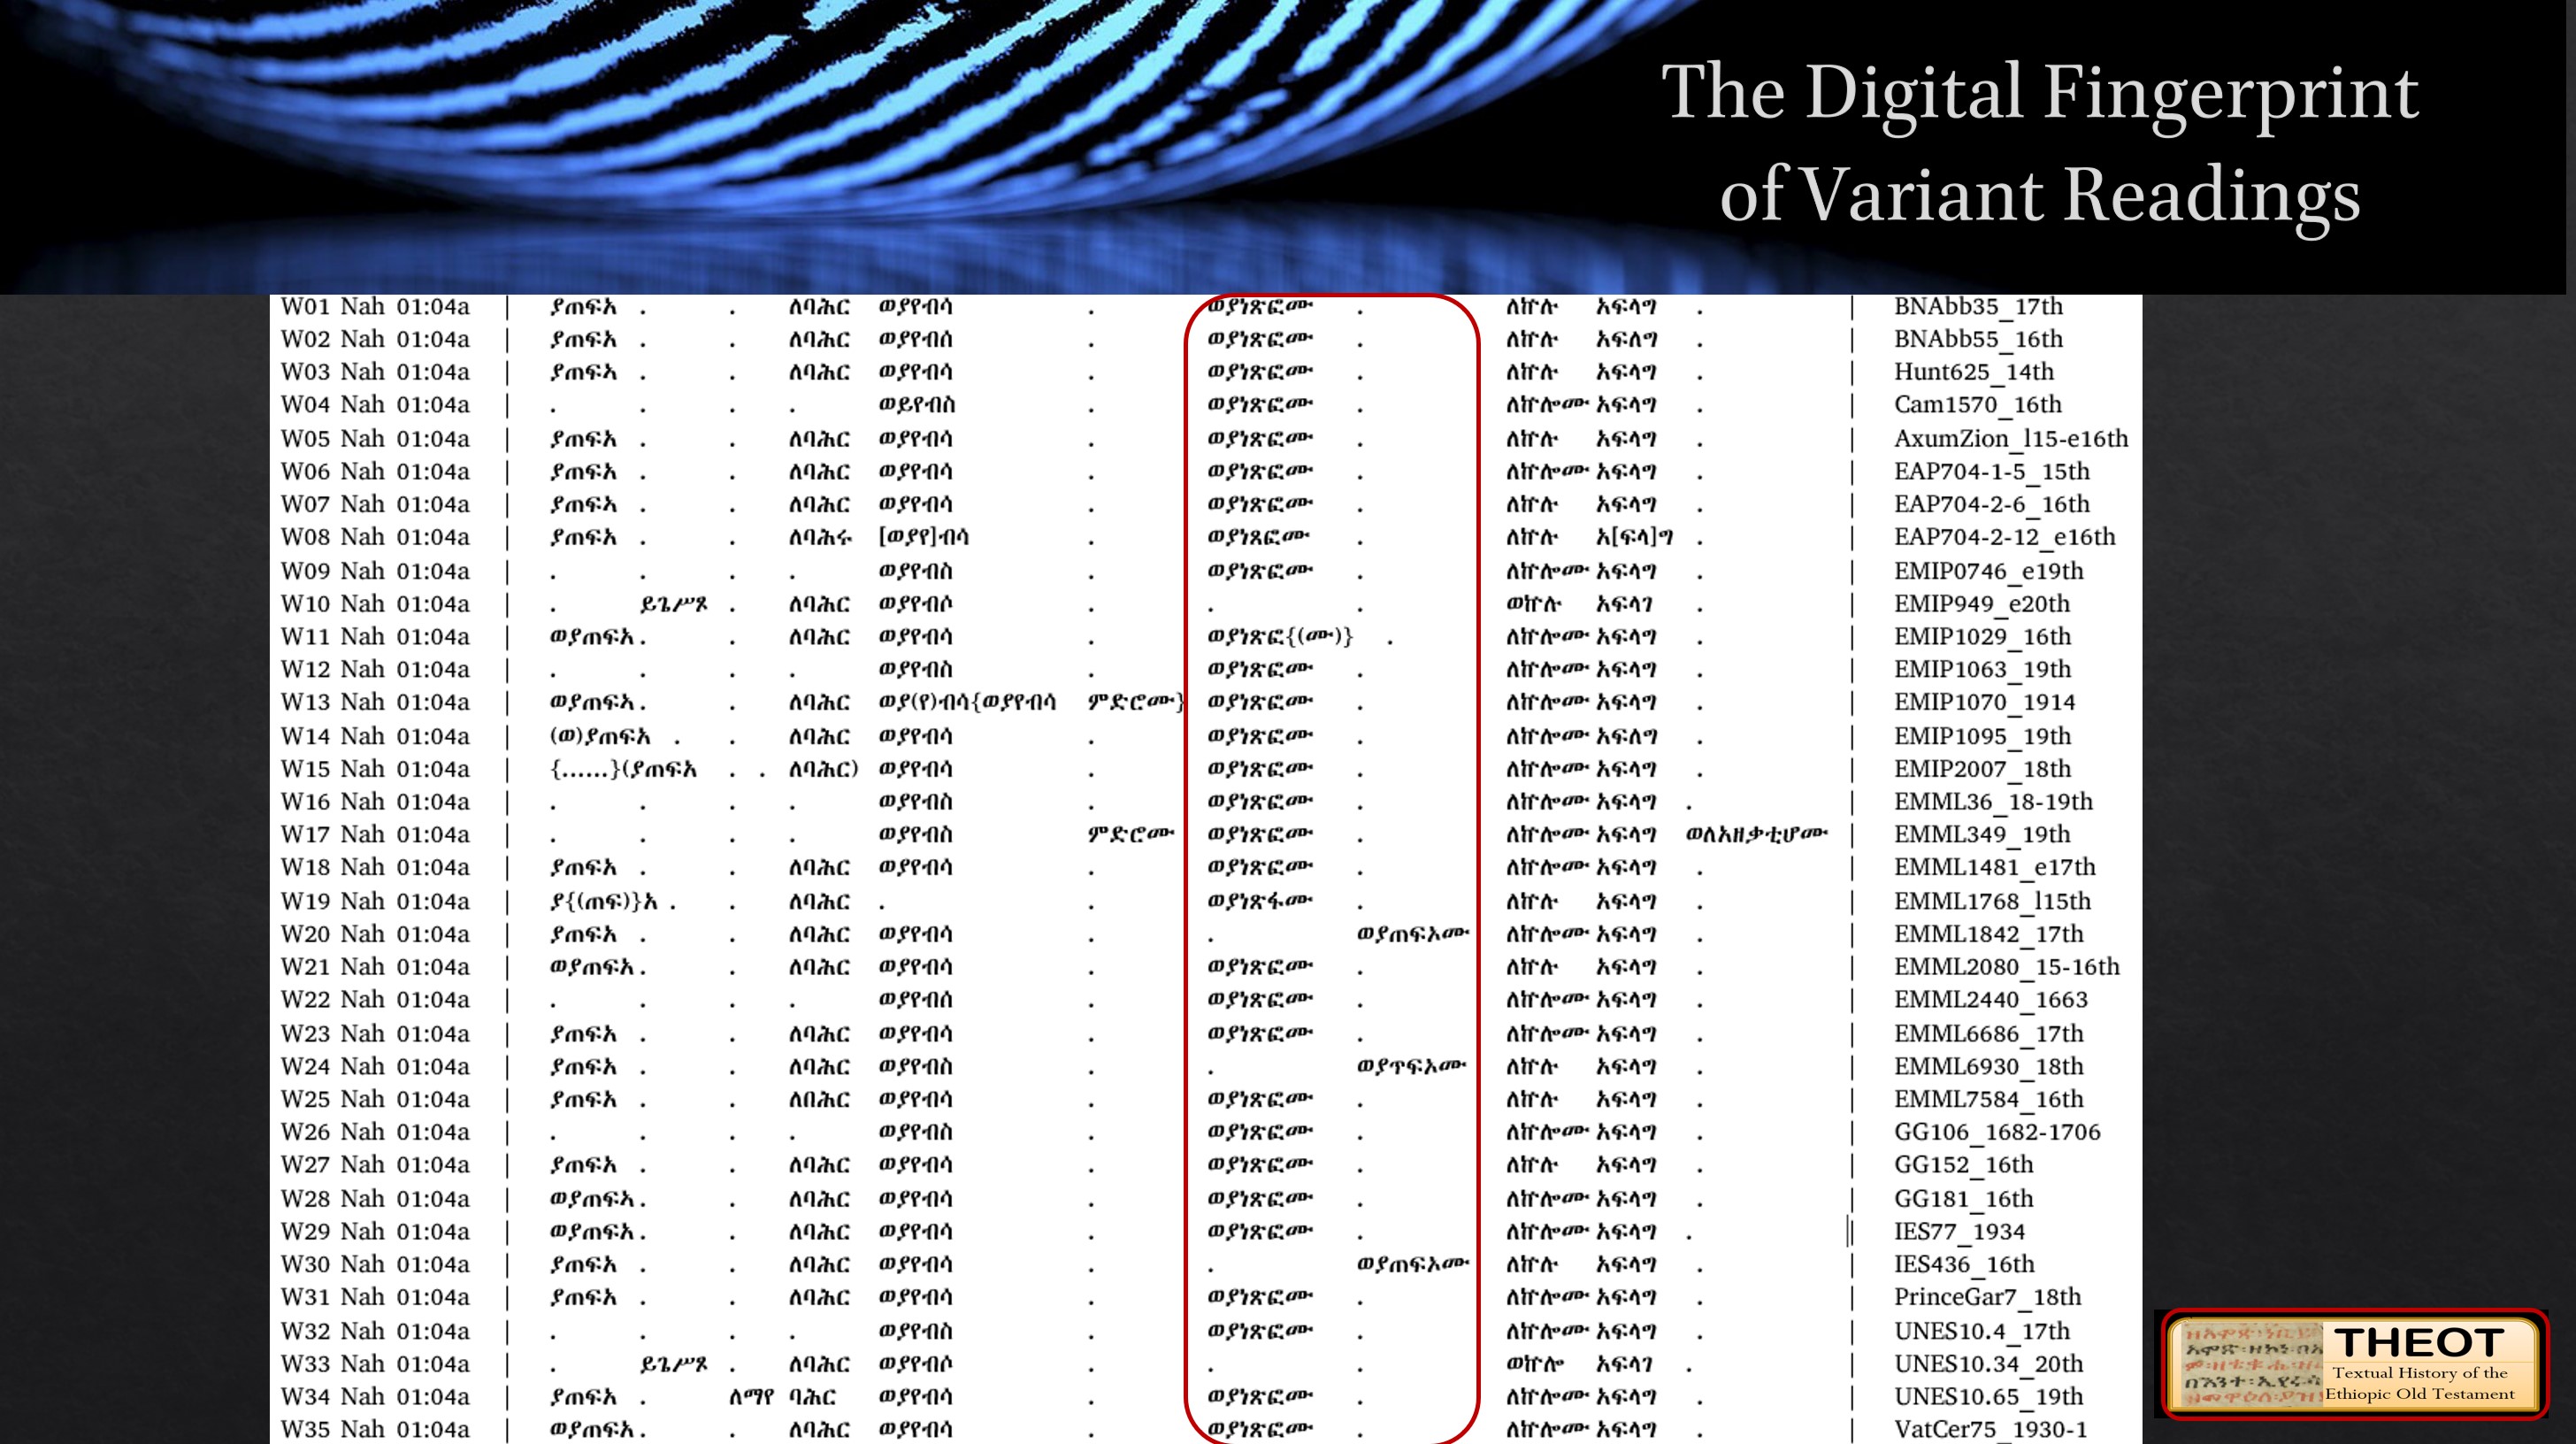 The Digital Fingerprint
of Variant Readings
W01 Nah 01:04a | ያጠፍአ . . ለባሕር ወያየብሳ . ወያነጽፎሙ . ለኵሉ አፍላግ . | BNAbb35_17th
W02 Nah 01:04a | ያጠፍአ . . ለባሕር ወያየብሰ . ወያነጽፎሙ . ለኵሉ አፍለግ . | BNAbb55_16th
W03 Nah 01:04a | ያጠፍኣ . . ለባሕር ወያየብሳ . ወያነጽፎሙ . ለኵሉ አፍላግ . | Hunt625_14th
W04 Nah 01:04a | . . . . ወይየብስ . ወያነጽፎሙ . ለኵሎሙ አፍላግ . | Cam1570_16th
W05 Nah 01:04a | ያጠፍአ . . ለባሕር ወያየብሳ . ወያነጽፎሙ . ለኵሉ አፍላግ . | AxumZion_l15-e16th
W06 Nah 01:04a | ያጠፍአ . . ለባሕር ወያየብሳ . ወያነጽፎሙ . ለኵሎሙ አፍላግ . | EAP704-1-5_15th
W07 Nah 01:04a | ያጠፍኣ . . ለባሕር ወያየብሳ . ወያነጽፎሙ . ለኵሉ አፍላግ . | EAP704-2-6_16th
W08 Nah 01:04a | ያጠፍአ . . ለባሕሩ [ወያየ]ብሳ . ወያነጸፎሙ . ለኵሉ አ[ፍላ]ግ . | EAP704-2-12_e16th
W09 Nah 01:04a | . . . . ወያየብስ . ወያነጽፎሙ . ለኵሎሙ አፍላግ . | EMIP0746_e19th
W10 Nah 01:04a | . ይጌሥጾ . ለባሕር ወያየብሶ . . . ወኵሉ አፍላገ . | EMIP949_e20th
W11 Nah 01:04a | ወያጠፍአ . . ለባሕር ወያየብሳ . ወያነጽፎ{(ሙ)} . ለኵሎሙ አፍላግ . | EMIP1029_16th
W12 Nah 01:04a | . . . . ወያየብስ . ወያነጽፎሙ . ለኵሎሙ አፍላግ . | EMIP1063_19th
W13 Nah 01:04a | ወያጠፍኣ . . ለባሕር ወያ(የ)ብሳ{ወያየብሳ ምድሮሙ} ወያነጽፎሙ . ለኵሎሙ አፍላግ . | EMIP1070_1914
W14 Nah 01:04a | (ወ)ያጠፍአ . . ለባሕር ወያየብሳ . ወያነጽፎሙ . ለኵሎሙ አፍለግ . | EMIP1095_19th
W15 Nah 01:04a | {......}(ያጠፍኣ . . ለባሕር) ወያየብሳ . ወያነጽፎሙ . ለኵሎሙ አፍላግ . | EMIP2007_18th
W16 Nah 01:04a | . . . . ወያየብስ . ወያነጽፎሙ . ለኵሎሙ አፍላግ . | EMML36_18-19th
W17 Nah 01:04a | . . . . ወያየብስ ምድሮሙ ወያነጽፎሙ . ለኵሎሙ አፍላግ ወለአዘቃቲሆሙ | EMML349_19th
W18 Nah 01:04a | ያጠፍአ . . ለባሕር ወያየብሳ . ወያነጽፎሙ . ለኵሎሙ አፍላግ . | EMML1481_e17th
W19 Nah 01:04a | ያ{(ጠፍ)}አ . . ለባሕር . . ወያነጽፋሙ . ለኵሉ አፍላግ . | EMML1768_l15th
W20 Nah 01:04a | ያጠፍአ . . ለባሕር ወያየብሳ . . ወያጠፍኦሙ ለኵሎሙ አፍላግ . | EMML1842_17th
W21 Nah 01:04a | ወያጠፍአ . . ለባሕር ወያየብሳ . ወያነጽፎሙ . ለኵሉ አፍላግ . | EMML2080_15-16th
W22 Nah 01:04a | . . . . ወያየብሰ . ወያነጽፎሙ . ለኵሎሙ አፍላግ . | EMML2440_1663
W23 Nah 01:04a | ያጠፍአ . . ለባሕር ወያየብሳ . ወያነጽፎሙ . ለኵሎሙ አፍላግ . | EMML6686_17th
W24 Nah 01:04a | ያጠፍኣ . . ለባሕር ወያየብስ . . ወያጥፍኦሙ ለኵሉ አፍላግ . | EMML6930_18th
W25 Nah 01:04a | ያጠፍኣ . . ለበሕር ወያየብሳ . ወያነጽፎሙ . ለኵሉ አፍላግ . | EMML7584_16th
W26 Nah 01:04a | . . . . ወያየብስ . ወያነጽፎሙ . ለኵሎሙ አፍላግ . | GG106_1682-1706
W27 Nah 01:04a | ያጠፍኣ . . ለባሕር ወያየብሳ . ወያነጽፎሙ . ለኵሉ አፍላግ . | GG152_16th
W28 Nah 01:04a | ወያጠፍኣ . . ለባሕር ወያየብሳ . ወያነጽፎሙ . ለኵሎሙ አፍላግ . | GG181_16th
W29 Nah 01:04a | ወያጠፍኣ . . ለባሕር ወያየብሳ . ወያነጽፎሙ . ለኵሎሙ አፍላግ . | IES77_1934
W30 Nah 01:04a | ያጠፍአ . . ለባሕር ወያየብሳ . . ወያጠፍኦሙ ለኵሉ አፍላግ . | IES436_16th
W31 Nah 01:04a | ያጠፍኣ . . ለባሕር ወያየብሳ . ወያነጽፎሙ . ለኵሎሙ አፍላግ . | PrinceGar7_18th
W32 Nah 01:04a | . . . . ወያየብስ . ወያነጽፎሙ . ለኵሎሙ አፍላግ . | UNES10.4_17th
W33 Nah 01:04a | . ይጌሥጾ . ለባሕር ወያየብሶ . . . ወኵሎ አፍላገ . | UNES10.34_20th
W34 Nah 01:04a | ያጠፍአ . ለማየ ባሕር ወያየብሳ . ወያነጽፎሙ . ለኵሎሙ አፍላግ . | UNES10.65_19th
W35 Nah 01:04a | ወያጠፍአ . . ለባሕር ወያየብሳ . ወያነጽፎሙ . ለኵሎሙ አፍላግ . | VatCer75_1930-1
THEOT
Textual History of the
Ethiopic Old Testament